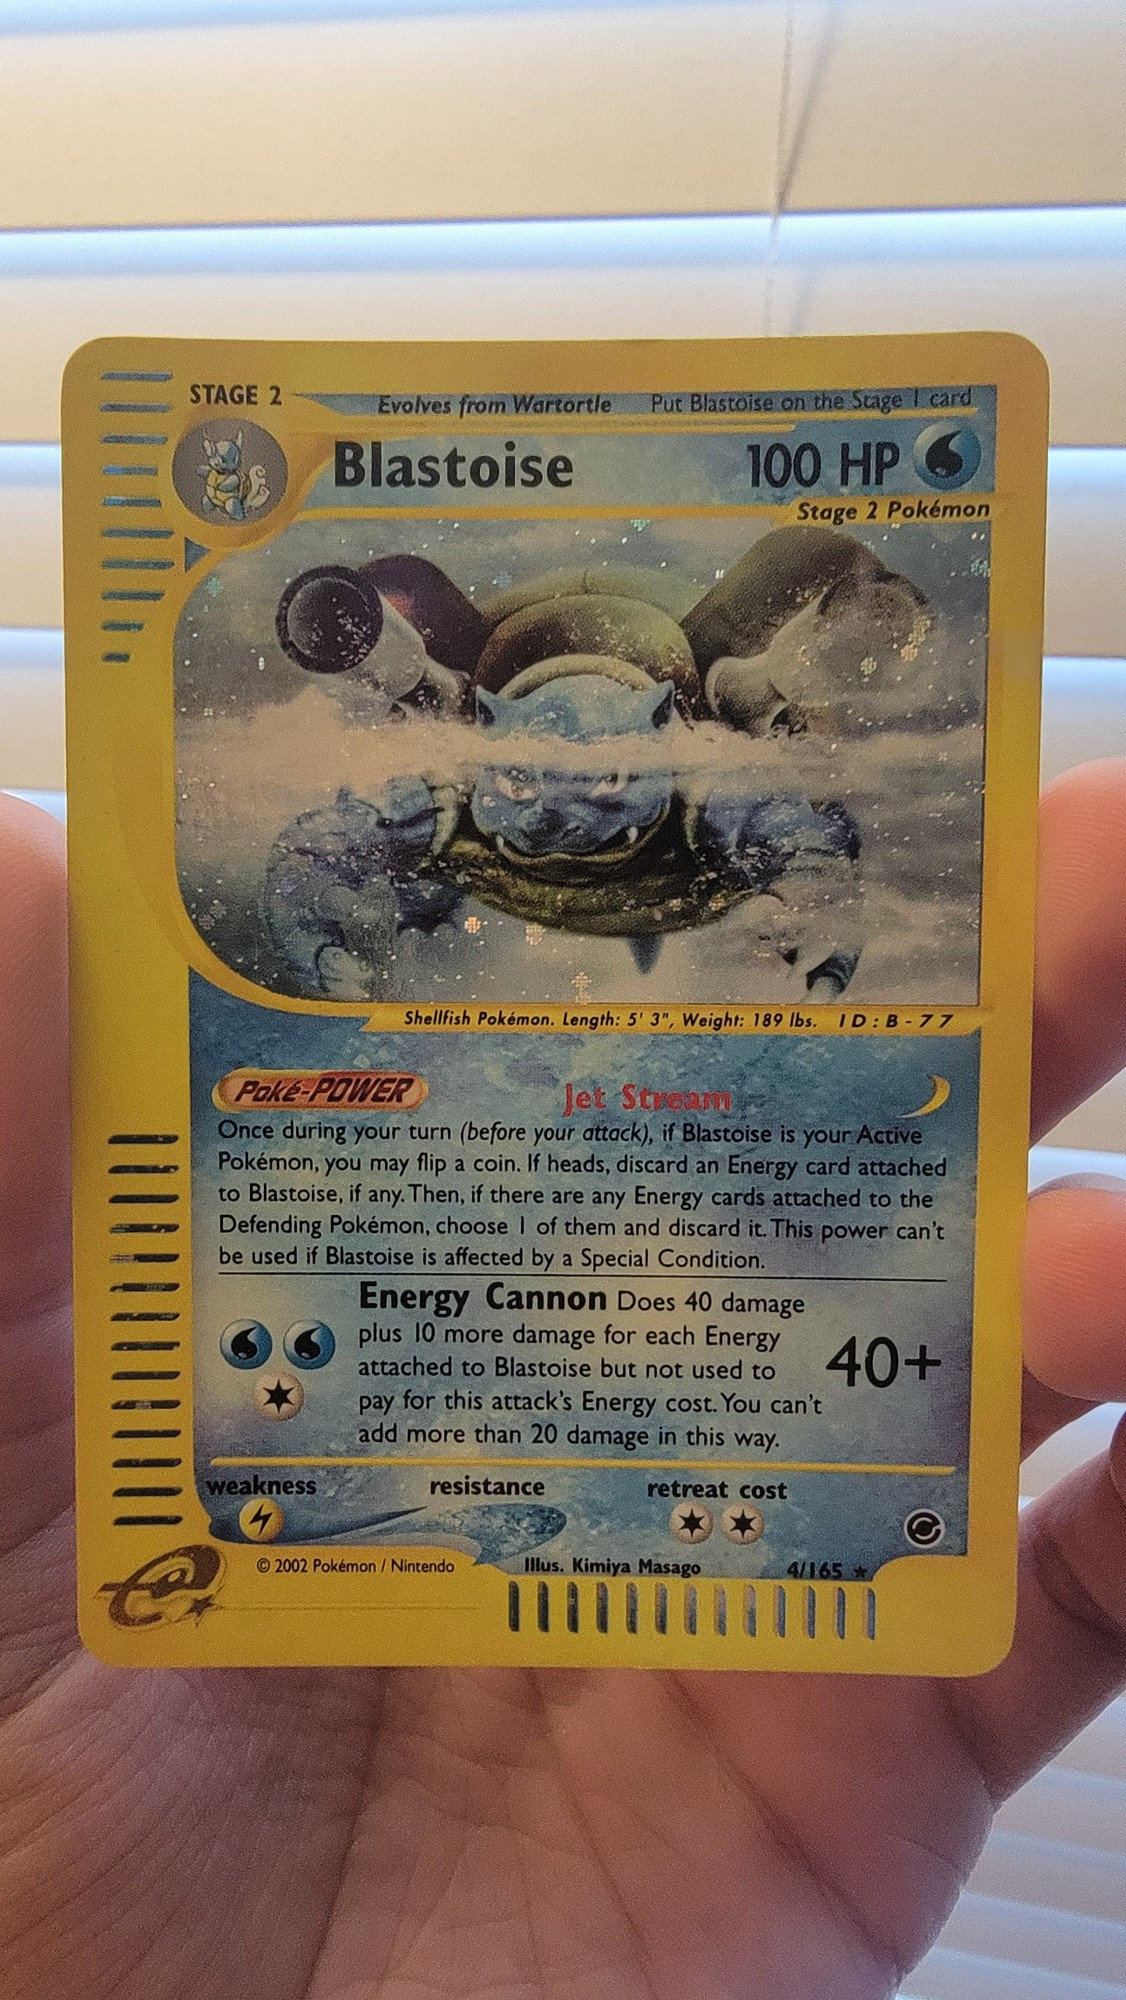 STAGE 2
Evolves from Wartortle Put Blastoise on the Stage 1 card
Blastoise 100 HP
Stage 2 Pokémon
Shellfish Pokémon. Length: 5' 3", Weight: 189 lbs. ID:B-77
Poké-POWER Jet Stream
Once during your turn (before your attack), if Blastoise is your Active
Pokémon, you may flip a coin. If heads, discard an Energy card attached
to Blastoise, if any. Then, if there are any Energy cards attached to the
Defending Pokémon, choose 1 of them and discard it. This power can't
be used if Blastoise is affected by a Special Condition.
Energy Cannon Does 40 damage
plus 10 more damage for each Energy
attached to Blastoise but not used to
pay for this attack's Energy cost. You can't
add more than 20 damage in this way.
40+
weakness resistance retreat cost
© 2002 Pokémon / Nintendo Illus. Kimiya Masago 4/165 ★
e